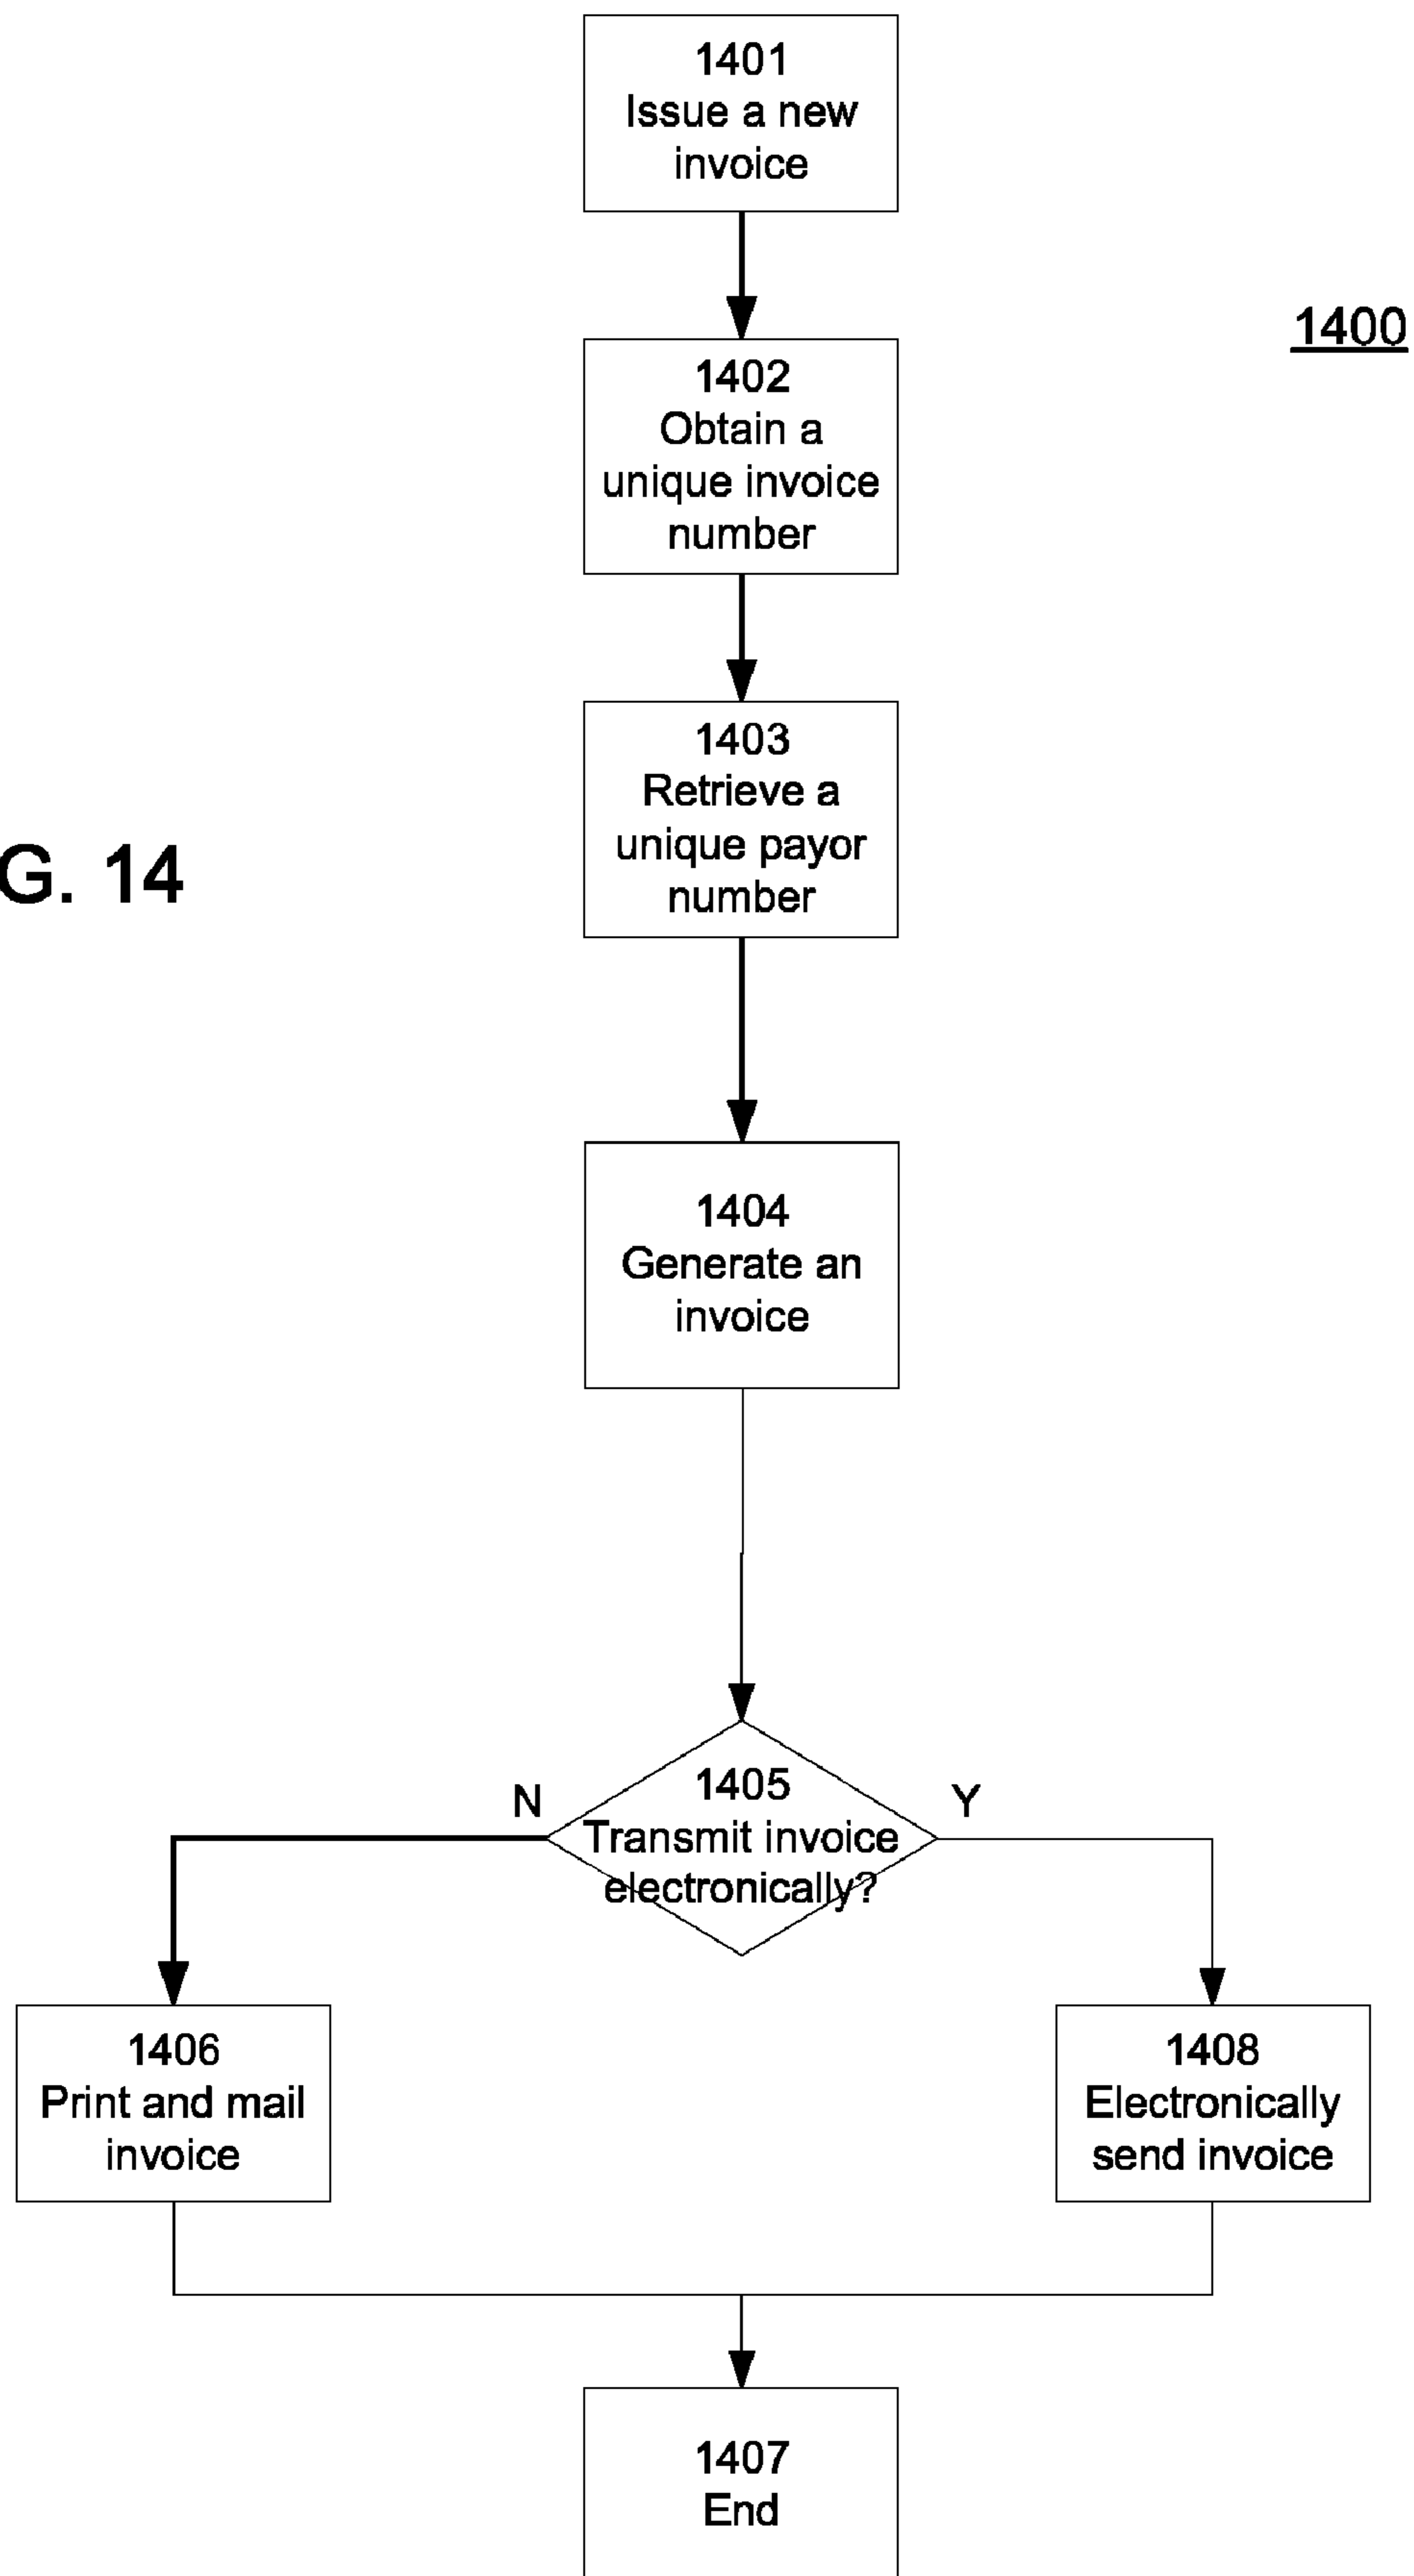 1401
Issue a new
invoice
1400
1402
Obtain a
unique invoice
number
1403
Retrieve a
unique payor
number
G. 14
1404
Generate an
invoice
N
1405
Y
Transmit invoice
electronically?
1406
Print and mail
invoice
1408
Electronically
send invoice
1407
End